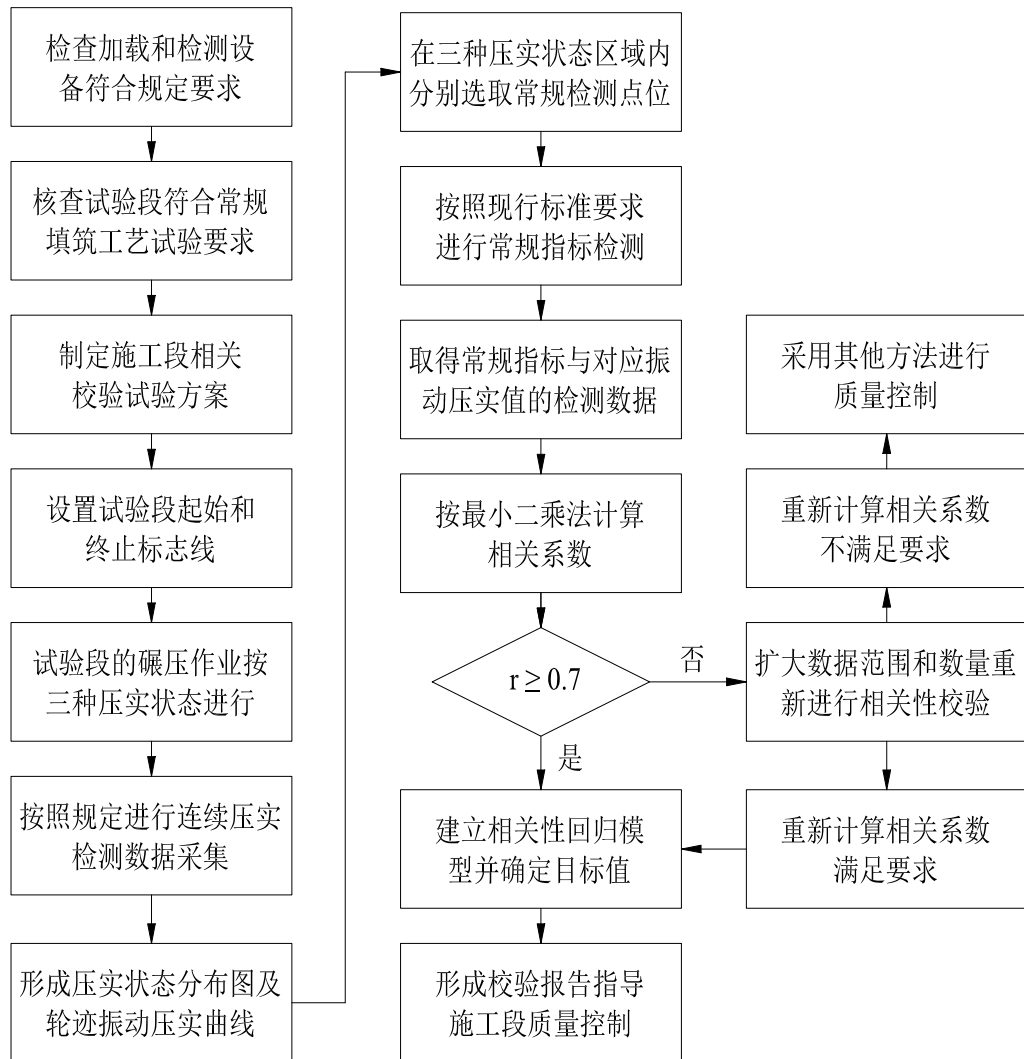 检查加载和检测设
备符合规定要求
核查试验段符合常规
填筑工艺试验要求
制定施工段相关
校验试验方案
设置试验段起始和
终止标志线
试验段的碾压作业按
三种压实状态进行
按照规定进行连续压实
检测数据采集
形成压实状态分布图及
轮迹振动压实曲线
在三种压实状态区域内
分别选取常规检测点位
按照现行标准要求
进行常规指标检测
取得常规指标与对应振
动压实值的检测数据
按最小二乘法计算
相关系数
r ≥ 0.7
否
是
建立相关性回归模
型并确定目标值
形成校验报告指导
施工段质量控制
采用其他方法进行
质量控制
重新计算相关系数
不满足要求
扩大数据范围和数量重
新进行相关性校验
重新计算相关系数
满足要求